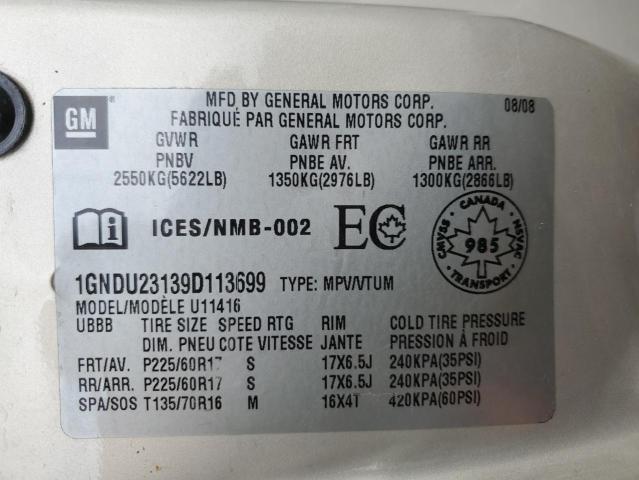 GM
MFD BY GENERAL MOTORS CORP. 08/08
FABRIQUÉ PAR GENERAL MOTORS CORP.
GVWR GAWR FRT GAWR RR
PNBV PNBE AV. PNBE ARR.
2550KG(5622LB) 1350KG(2976LB) 1300KG(2866LB)
i ICES/NMB-002 EC CANADA CMVSS 985 NSVAC TRANSPORT
1GNDU23139D113699 TYPE: MPV/VTUM
MODEL/MODÈLE U11416
UBBB TIRE SIZE SPEED RTG RIM COLD TIRE PRESSURE
DIM. PNEU COTE VITESSE JANTE PRESSION À FROID
FRT/AV. P225/60R17 S 17X6.5J 240KPA(35PSI)
RR/ARR. P225/60R17 S 17X6.5J 240KPA(35PSI)
SPA/SOS T135/70R16 M 16X4T 420KPA(60PSI)